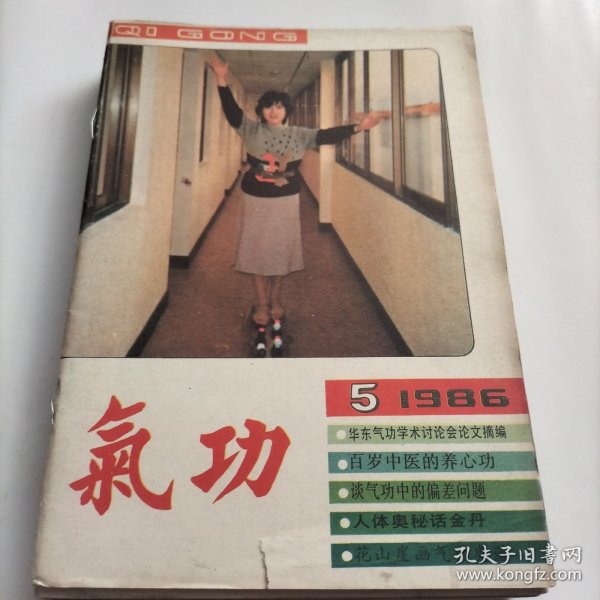 QI GONG
氣功
5 1986
华东气功学术讨论会论文摘编
百岁中医的养心功
谈气功中的偏差问题
人体奥秘话金丹
花山崖画气
孔夫子旧书网
www.kongfz.com